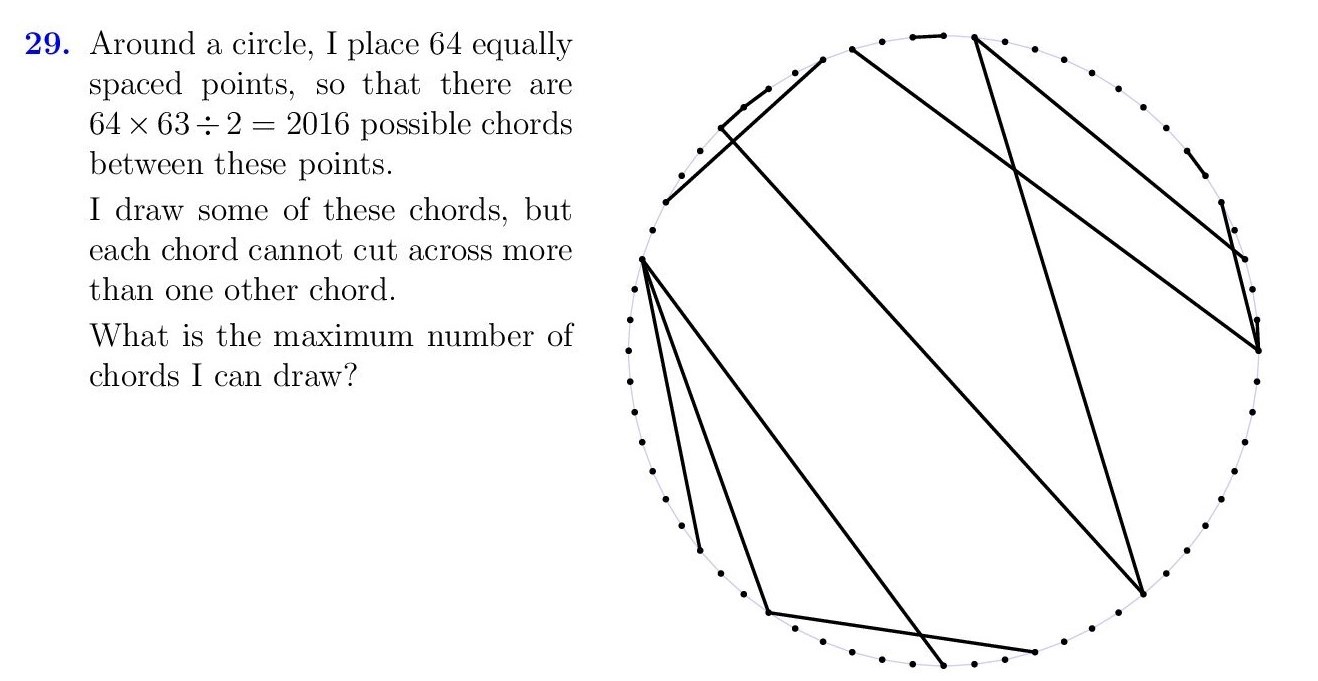 29. Around a circle, I place 64 equally
spaced points, so that there are
64 × 63 ÷ 2 = 2016 possible chords
between these points.
I draw some of these chords, but
each chord cannot cut across more
than one other chord.
What is the maximum number of
chords I can draw?